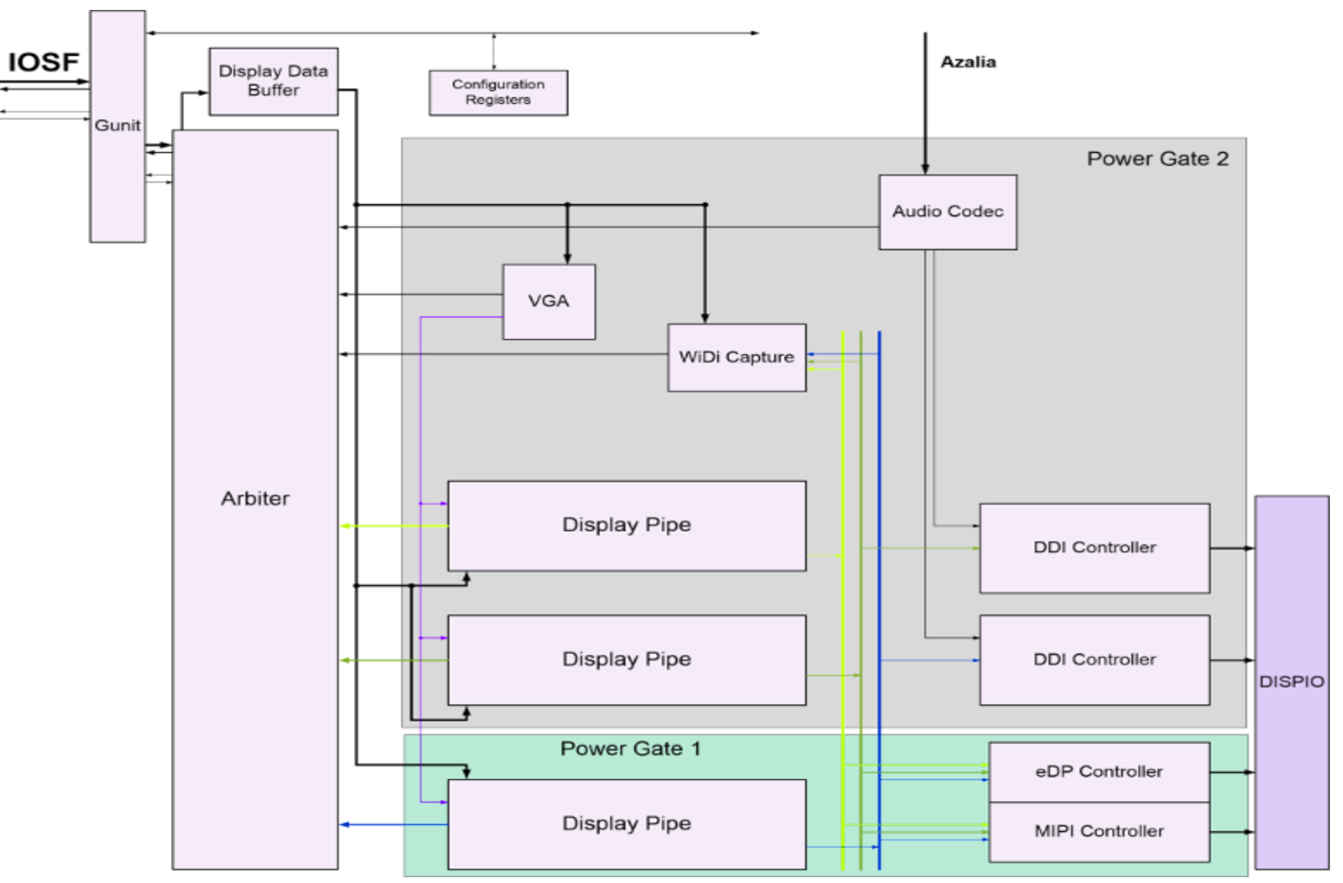 IOSF
Gunit
Display Data
Buffer
Configuration
Registers
Azalia
Power Gate 2
Audio Codec
VGA
WiDi Capture
Arbiter
Display Pipe
DDI Controller
Display Pipe
DDI Controller
DISPIO
Power Gate 1
eDP Controller
Display Pipe
MIPI Controller